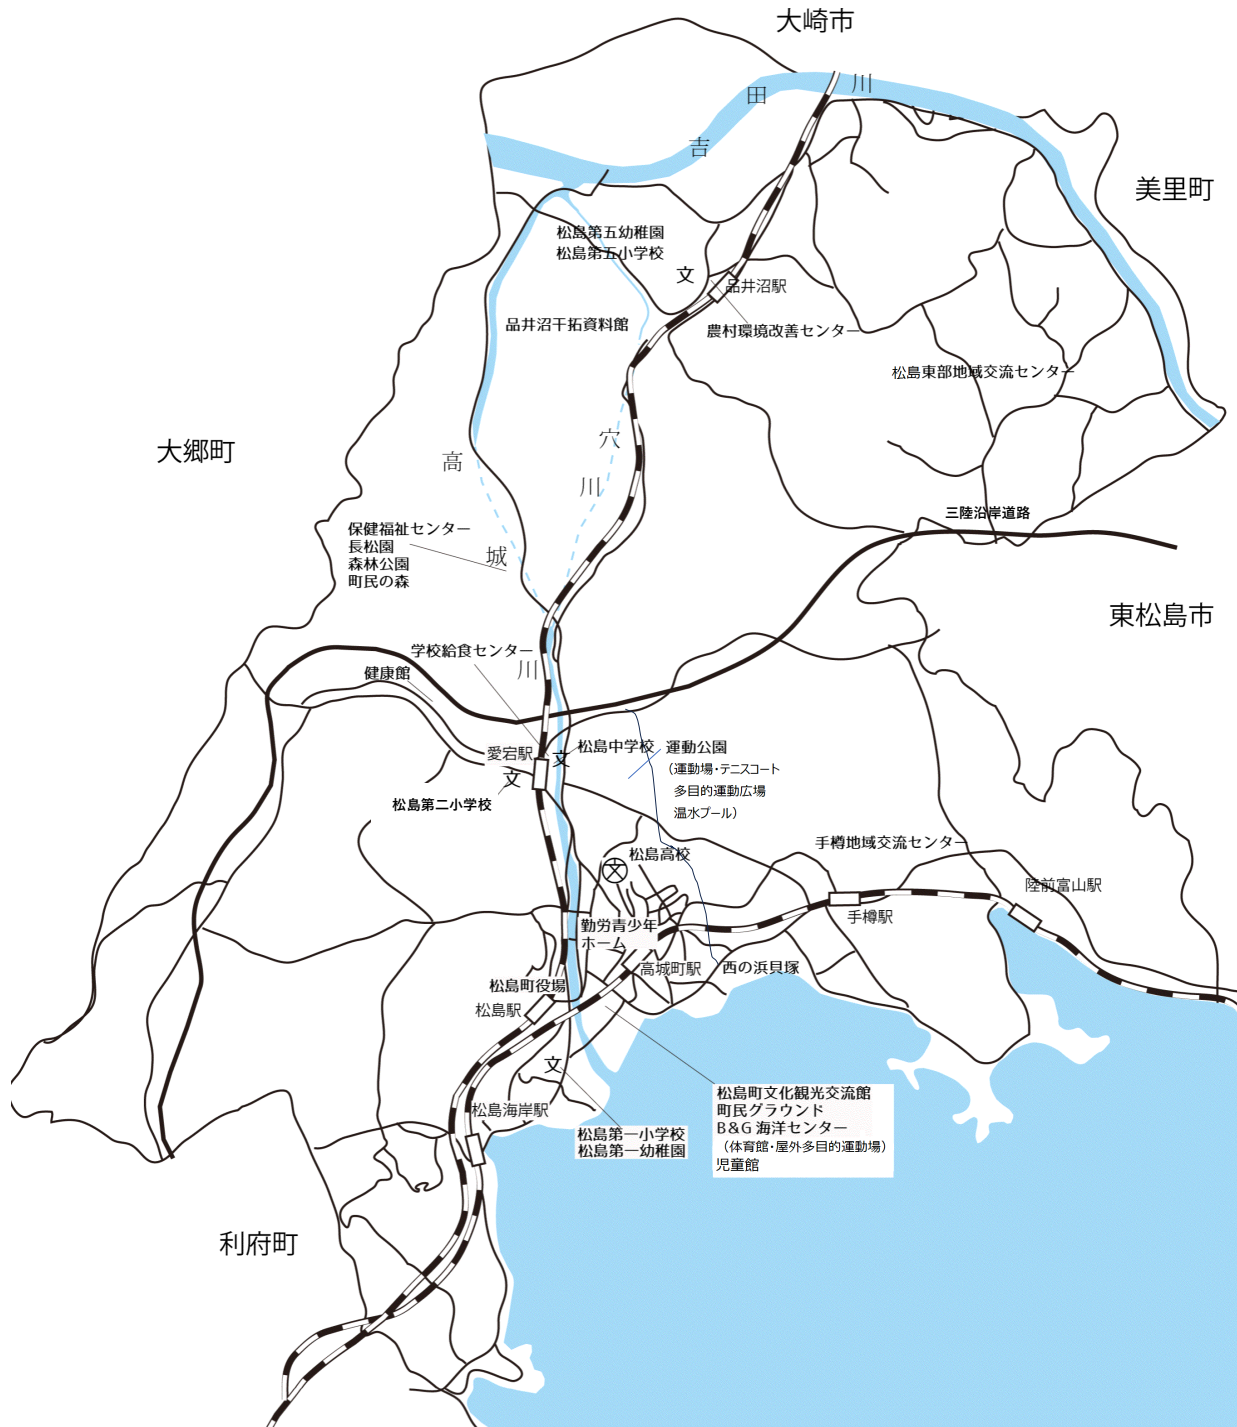 大崎市
吉田川
美里町
松島第五幼稚園
松島第五小学校
文
品井沼駅
品井沼干拓資料館
農村環境改善センター
松島東部地域交流センター
大郷町
高城川
穴川
三陸沿岸道路
保健福祉センター
長松園
森林公園
町民の森
東松島市
学校給食センター
健康館
愛宕駅
文
松島中学校
文
松島第二小学校
運動公園
（運動場・テニスコート
多目的運動広場
温水プール）
手樽地域交流センター
松島高校
文
陸前富山駅
手樽駅
勤労青少年
ホーム
高城町駅
西の浜貝塚
松島町役場
松島駅
文
松島海岸駅
松島第一小学校
松島第一幼稚園
松島町文化観光交流館
町民グラウンド
B&G 海洋センター
（体育館・屋外多目的運動場）
児童館
利府町